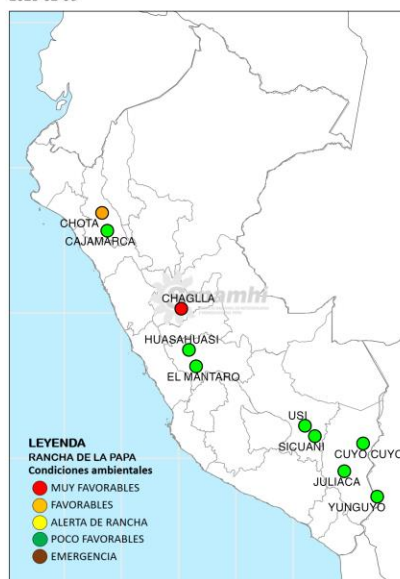 CHOTA
CAJAMARCA
CHAGLLA
HUASAHUASI
EL MANTARO
USI
SICUANI
CUYO CUYO
JULIACA
YUNGUYO
LEYENDA
RANCHA DE LA PAPA
Condiciones ambientales
MUY FAVORABLES
FAVORABLES
ALERTA DE RANCHA
POCO FAVORABLES
EMERGENCIA